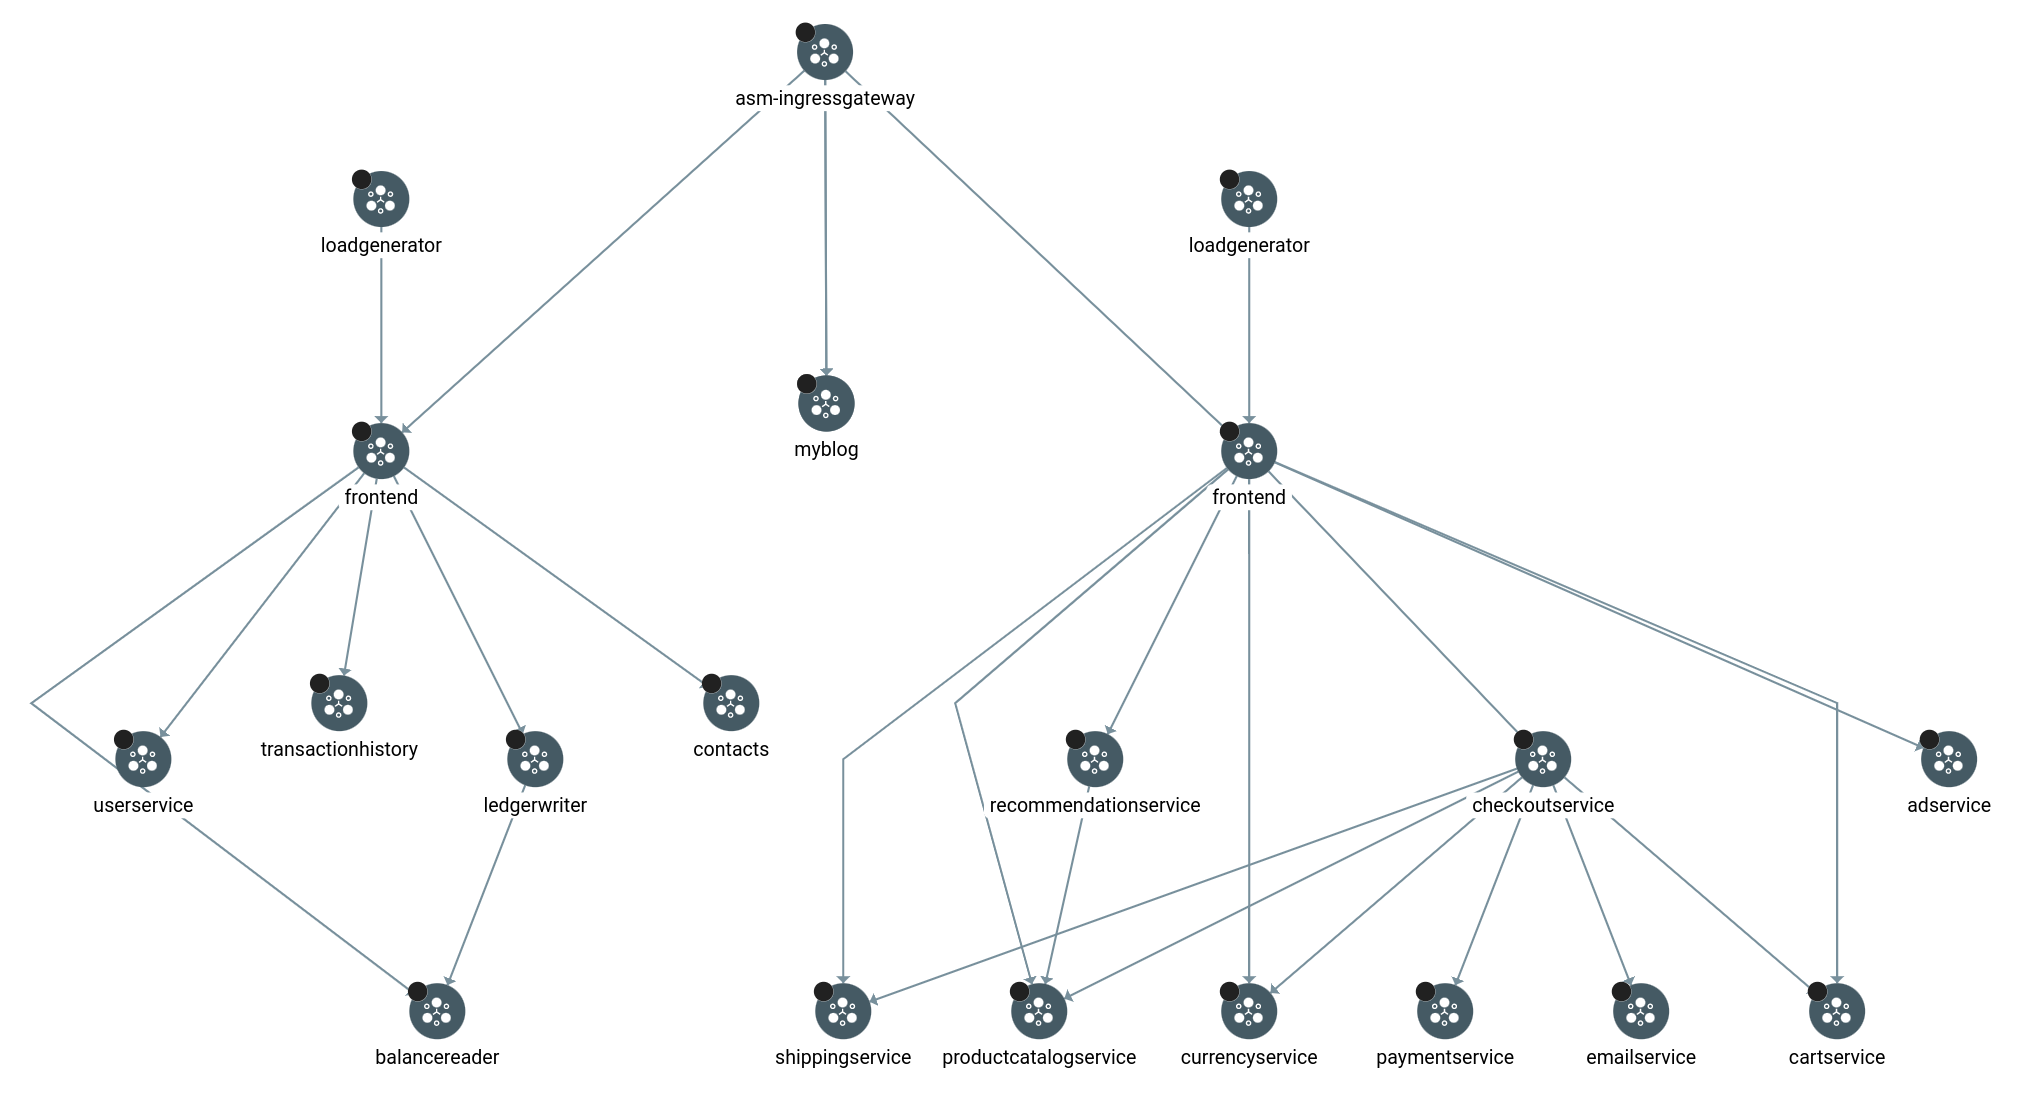 asm-ingressgateway
loadgenerator
loadgenerator
myblog
frontend
frontend
transactionhistory
contacts
userservice
ledgerwriter
recommendationservice
checkoutservice
adservice
balancereader
shippingservice
productcatalogservice
currencyservice
paymentservice
emailservice
cartservice